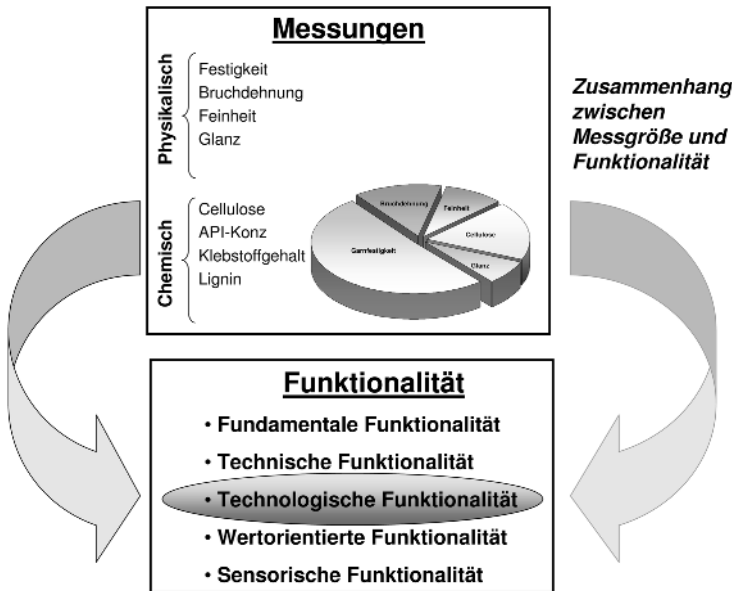 Messungen
Physikalisch
Festigkeit
Bruchdehnung
Feinheit
Glanz
Chemisch
Cellulose
API-Konz
Klebstoffgehalt
Lignin
Bruchdehnung
Feinheit
Cellulose
Glanz
Garnfestigkeit
Zusammenhang
zwischen
Messgröße und
Funktionalität
Funktionalität
• Fundamentale Funktionalität
• Technische Funktionalität
• Technologische Funktionalität
• Wertorientierte Funktionalität
• Sensorische Funktionalität